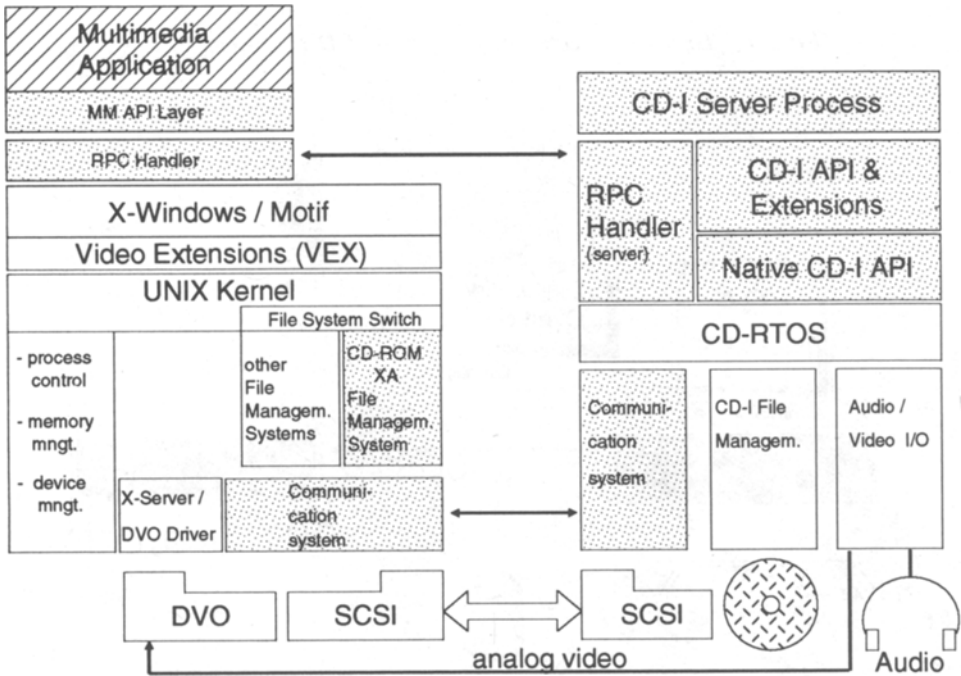 Multimedia
Application
MM API Layer
RPC Handler
X-Windows / Motif
Video Extensions (VEX)
UNIX Kernel
File System Switch
- process
control
- memory
mngt.
- device
mngt.
other
File
Managem.
Systems
CD-ROM
XA
File
Managem.
System
X-Server /
DVO Driver
Communi-
cation
system
DVO
SCSI
CD-I Server Process
RPC
Handler
(server)
CD-I API &
Extensions
Native CD-I API
CD-RTOS
Communi-
cation
system
CD-I File
Managem.
Audio /
Video I/O
SCSI
analog video
Audio